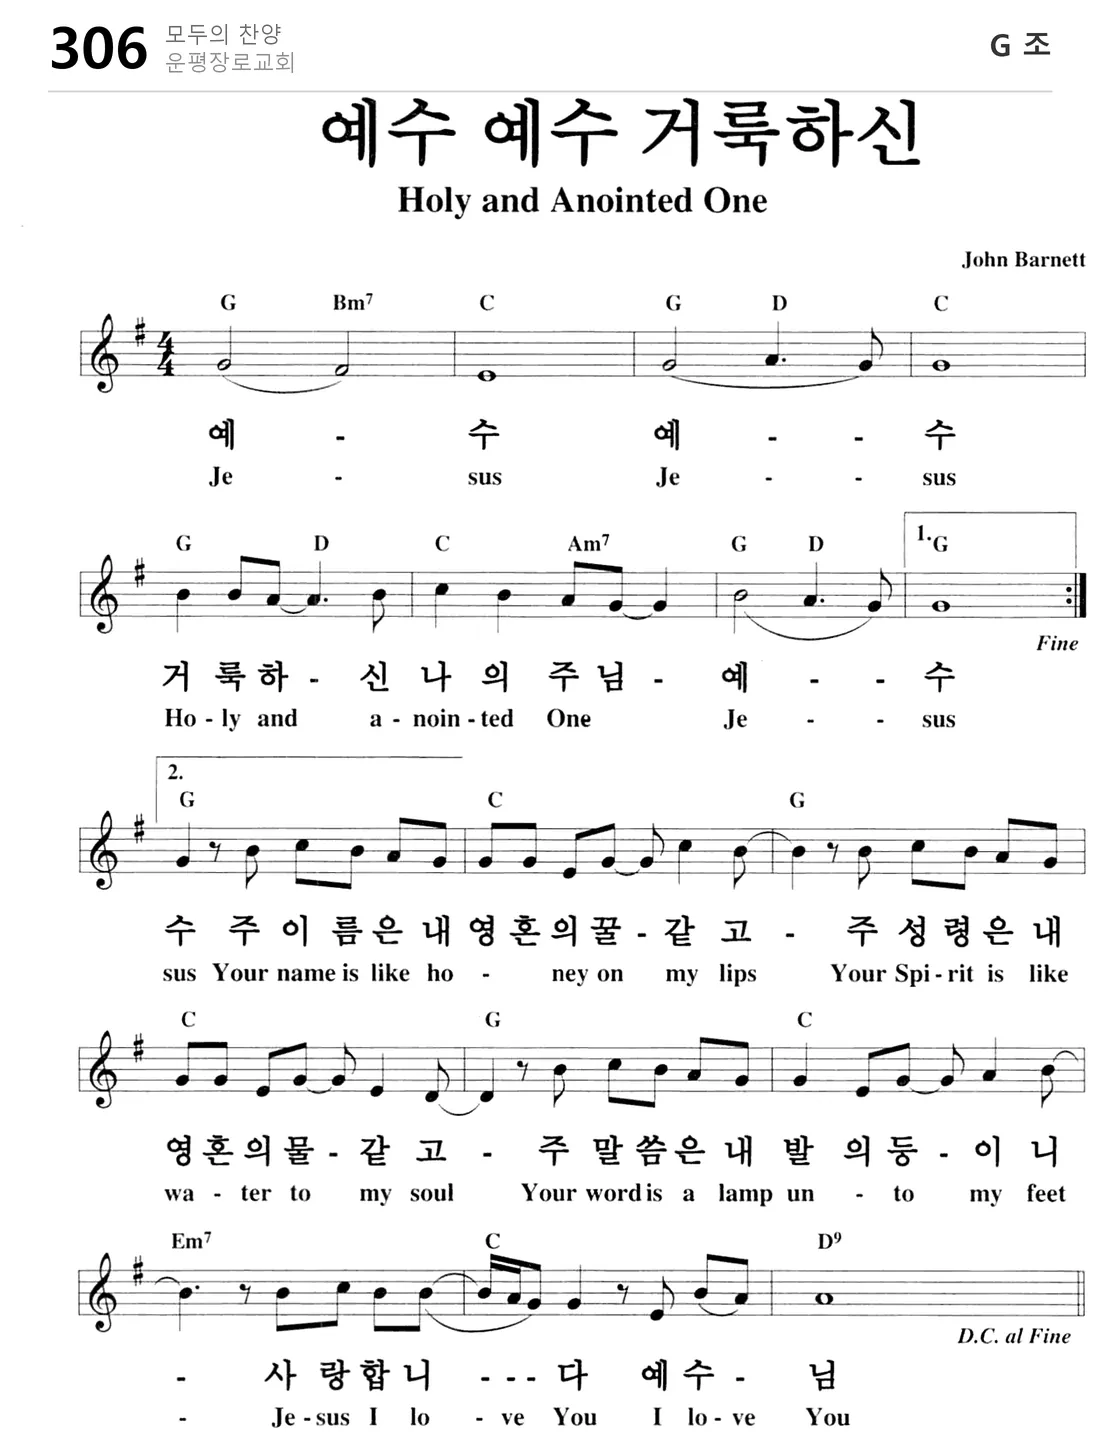 306 모두의 찬양
운평장로교회
G 조
예수 예수 거룩하신
Holy and Anointed One
John Barnett
G Bm7 C G D C
예 - 수 예 - - 수
Je - sus Je - - sus
G D C Am7 G D 1. G
Fine
거 룩 하 - 신 나 의 주 님 - 예 - - 수
Ho - ly and a - noin - ted One Je - - sus
2.
G C G
수 주 이 름 은 내 영 혼 의 꿀 - 같 고 - 주 성 령 은 내
sus Your name is like ho - ney on my lips Your Spi - rit is like
C G C
영 혼 의 물 - 같 고 - 주 말 씀 은 내 발 의 등 - 이 니
wa - ter to my soul Your word is a lamp un - to my feet
Em7 C D9
D.C. al Fine
- 사 랑 합 니 - - - 다 예 수 - 님
- Je - sus I lo - ve You I lo - ve You